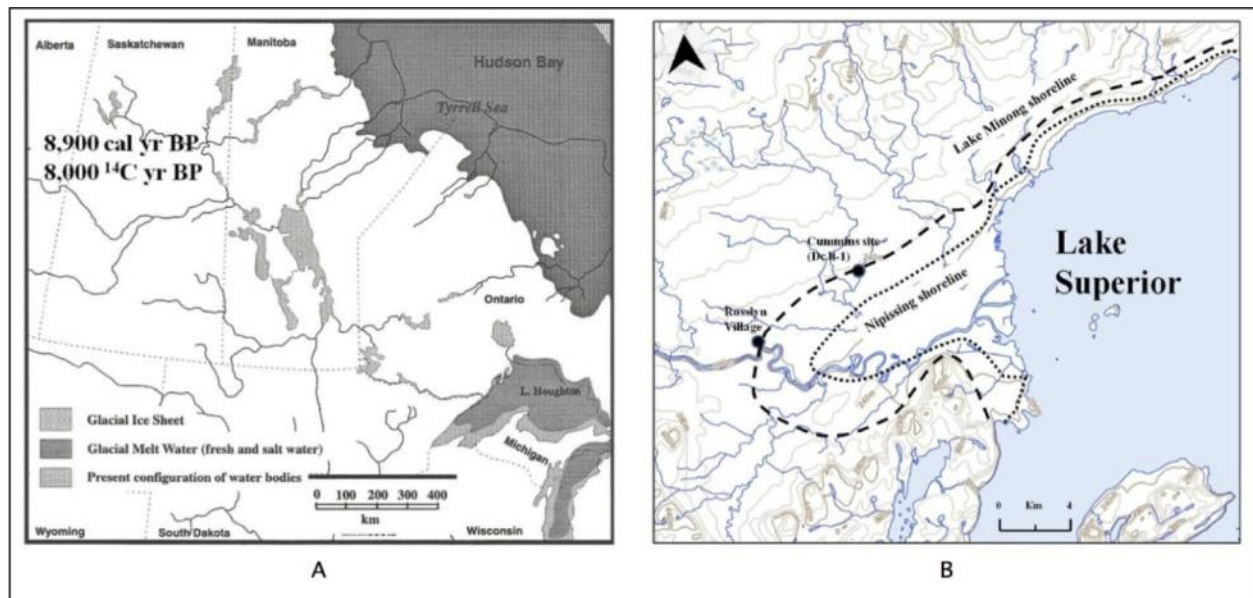 Alberta
Saskatchewan
Manitoba
Hudson Bay
Tyrrell Sea
8,900 cal yr BP
8,000 ¹⁴C yr BP
Ontario
L. Houghton
Michigan
Glacial Ice Sheet
Glacial Melt Water (fresh and salt water)
Present configuration of water bodies
0 100 200 300 400
km
Wyoming
South Dakota
Wisconsin
A
Lake Minong shoreline
Cummins site
Nipissing shoreline
Rosslyn
Village
Lake
Superior
0 Km 4
B